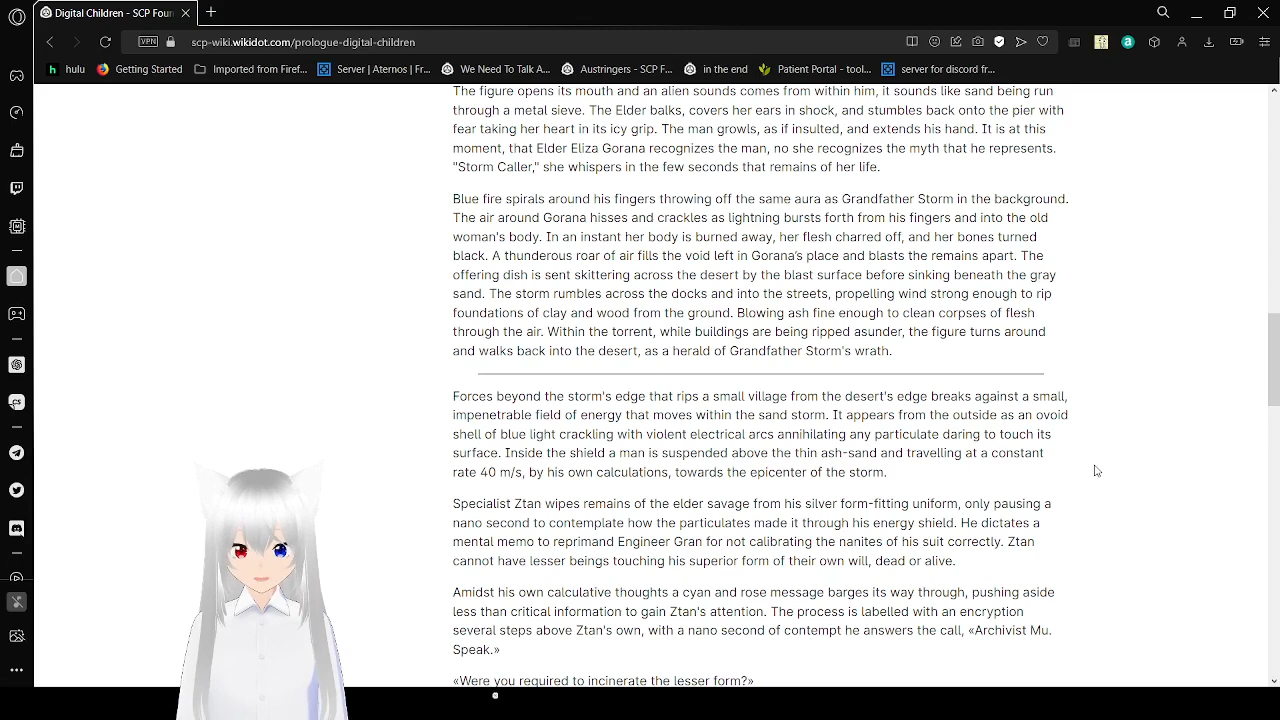 Digital Children - SCP Foun
VPN
scp-wiki.wikidot.com/prologue-digital-children
a
h hulu
Getting Started
Imported from Firef...
Server | Aternos | Fr...
We Need To Talk A...
Austringers - SCP F...
in the end
Patient Portal - tool...
server for discord fr...
The figure opens its mouth and an alien sounds comes from within him, it sounds like sand being run
through a metal sieve. The Elder balks, covers her ears in shock, and stumbles back onto the pier with
fear taking her heart in its icy grip. The man growls, as if insulted, and extends his hand. It is at this
moment, that Elder Eliza Gorana recognizes the man, no she recognizes the myth that he represents.
"Storm Caller," she whispers in the few seconds that remains of her life.
Blue fire spirals around his fingers throwing off the same aura as Grandfather Storm in the background.
The air around Gorana hisses and crackles as lightning bursts forth from his fingers and into the old
woman's body. In an instant her body is burned away, her flesh charred off, and her bones turned
black. A thunderous roar of air fills the void left in Gorana's place and blasts the remains apart. The
offering dish is sent skittering across the desert by the blast surface before sinking beneath the gray
sand. The storm rumbles across the docks and into the streets, propelling wind strong enough to rip
foundations of clay and wood from the ground. Blowing ash fine enough to clean corpses of flesh
through the air. Within the torrent, while buildings are being ripped asunder, the figure turns around
and walks back into the desert, as a herald of Grandfather Storm's wrath.
Forces beyond the storm's edge that rips a small village from the desert's edge breaks against a small,
impenetrable field of energy that moves within the sand storm. It appears from the outside as an ovoid
shell of blue light crackling with violent electrical arcs annihilating any particulate daring to touch its
surface. Inside the shield a man is suspended above the thin ash-sand and travelling at a constant
rate 40 m/s, by his own calculations, towards the epicenter of the storm.
Specialist Ztan wipes remains of the elder savage from his silver form-fitting uniform, only pausing a
nano second to contemplate how the particulates made it through his energy shield. He dictates a
mental memo to reprimand Engineer Gran for not calibrating the nanites of his suit correctly. Ztan
cannot have lesser beings touching his superior form of their own will, dead or alive.
Amidst his own calculative thoughts a cyan and rose message barges its way through, pushing aside
less than critical information to gain Ztan's attention. The process is labelled with an encryption
several steps above Ztan's own, with a nano second of contempt he answers the call, «Archivist Mu.
Speak.»
«Were you required to incinerate the lesser form?»